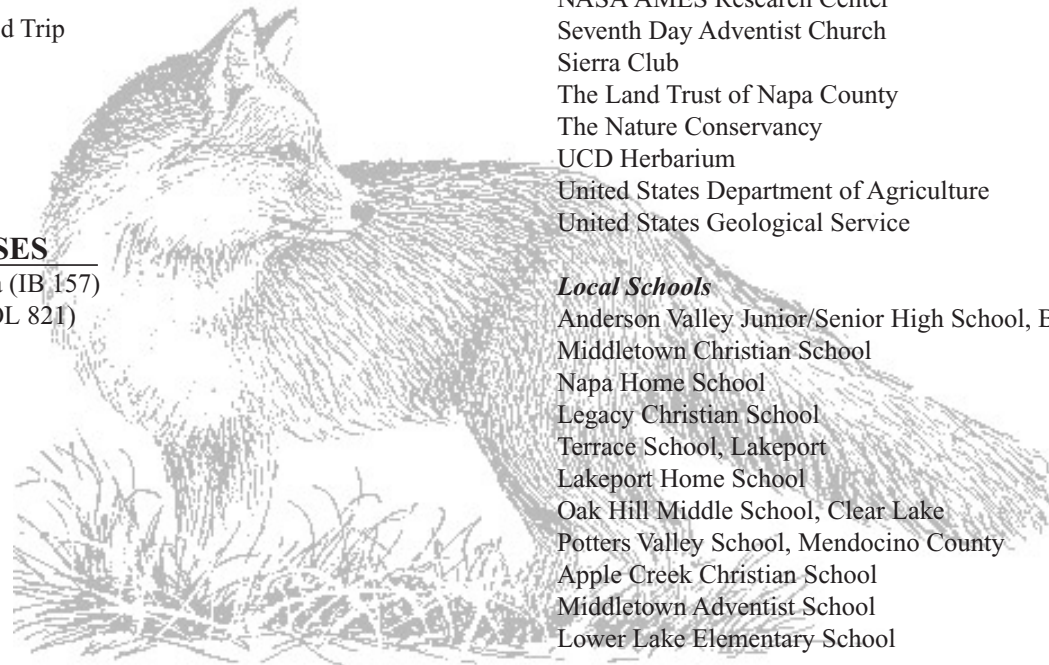 d Trip
SES
(IB 157)
OL 821)
NASA AMES Research Center
Seventh Day Adventist Church
Sierra Club
The Land Trust of Napa County
The Nature Conservancy
UCD Herbarium
United States Department of Agriculture
United States Geological Service
Local Schools
Anderson Valley Junior/Senior High School, B
Middletown Christian School
Napa Home School
Legacy Christian School
Terrace School, Lakeport
Lakeport Home School
Oak Hill Middle School, Clear Lake
Potters Valley School, Mendocino County
Apple Creek Christian School
Middletown Adventist School
Lower Lake Elementary School